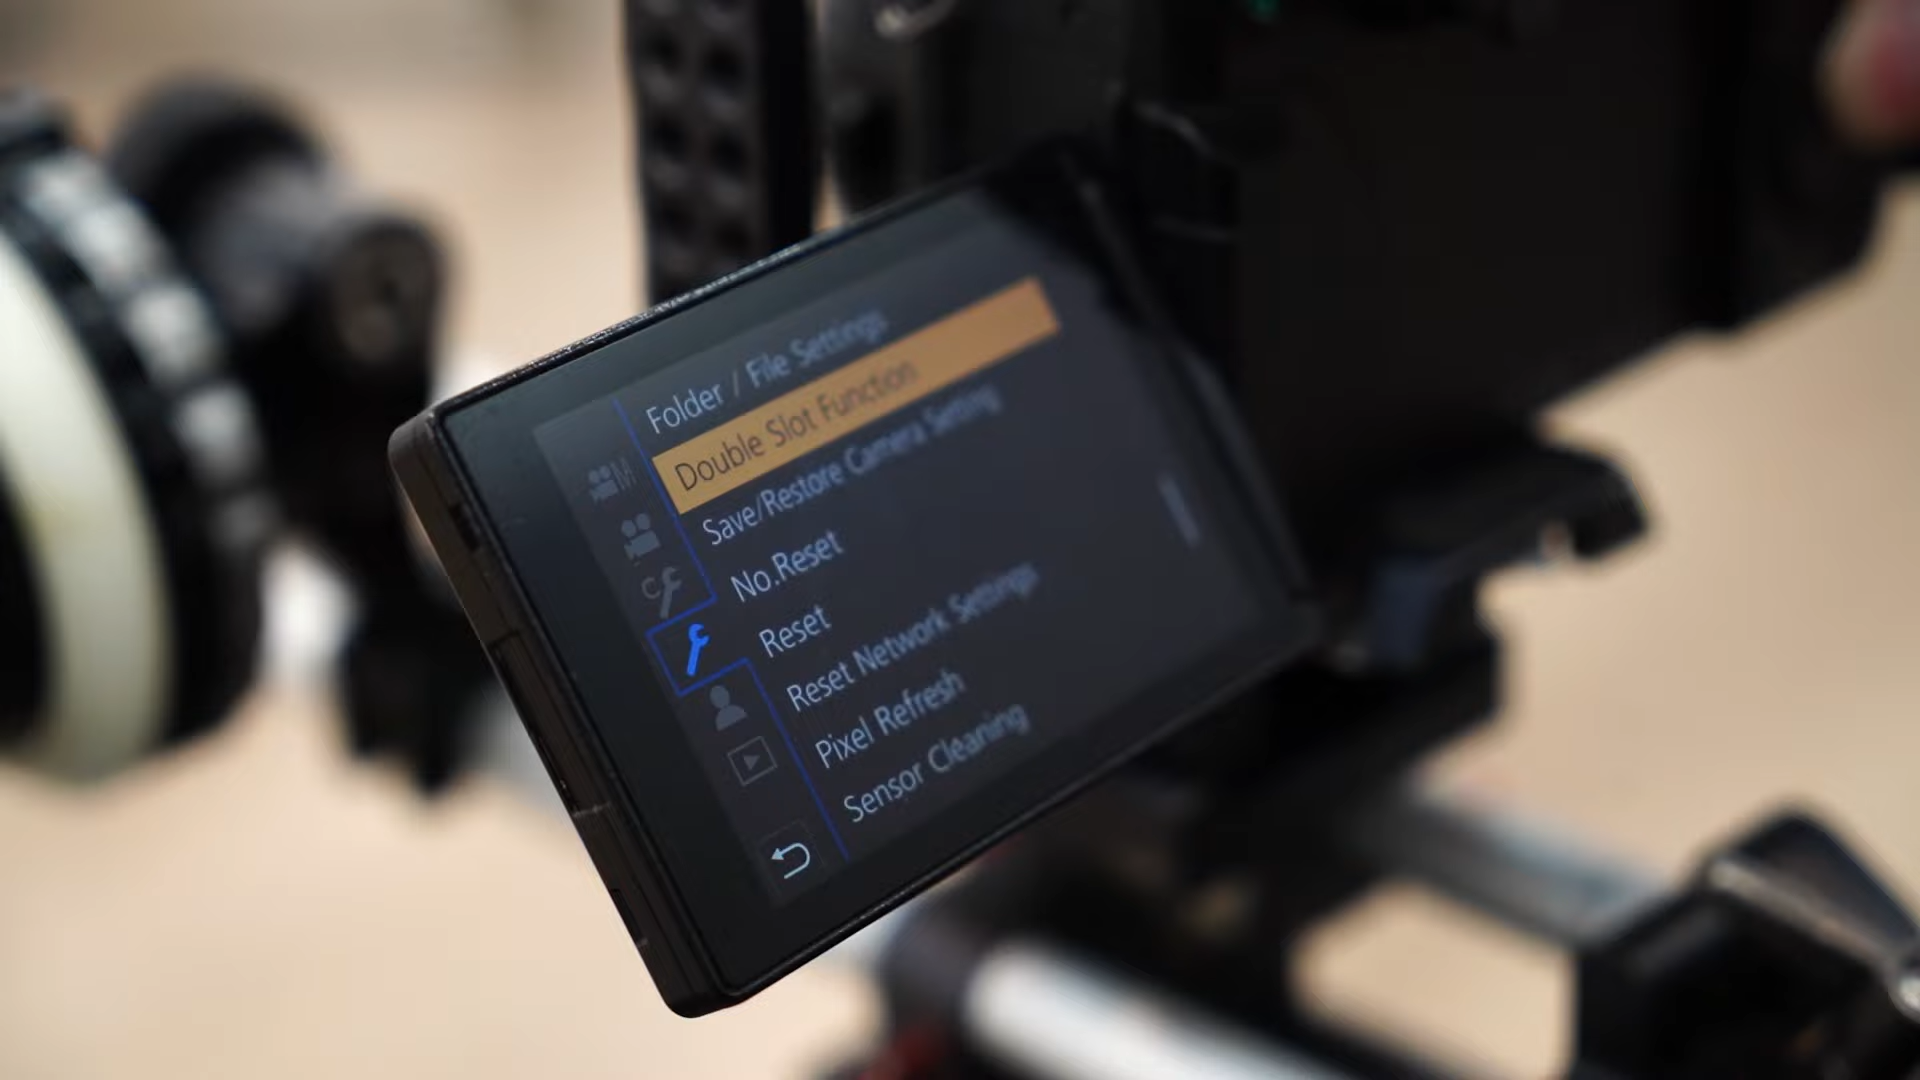 Folder / File Settings
Double Slot Function
Save/Restore Camera Setting
No.Reset
Reset
Reset Network Settings
Pixel Refresh
Sensor Cleaning
M
C